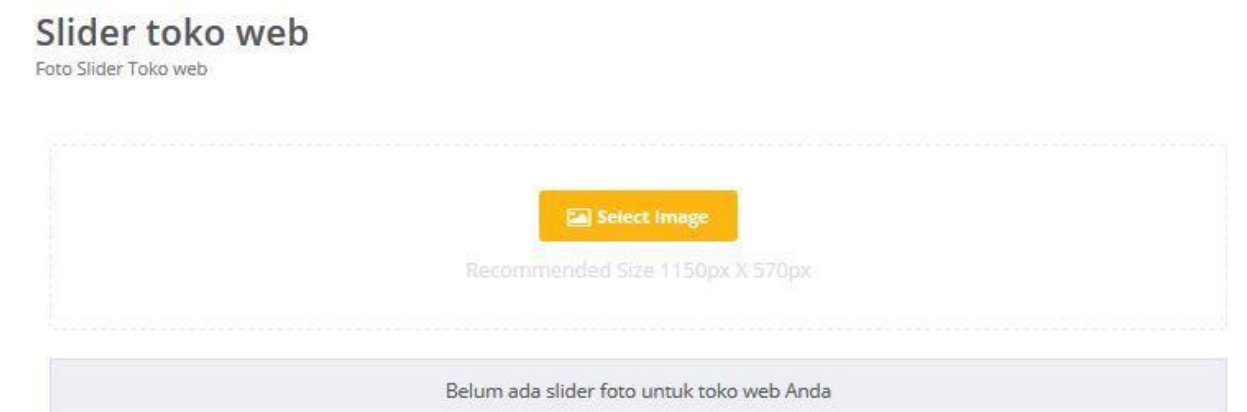 Slider toko web
Foto Slider Toko web
Select Image
Recommended Size 1150px X 570px
Belum ada slider foto untuk toko web Anda